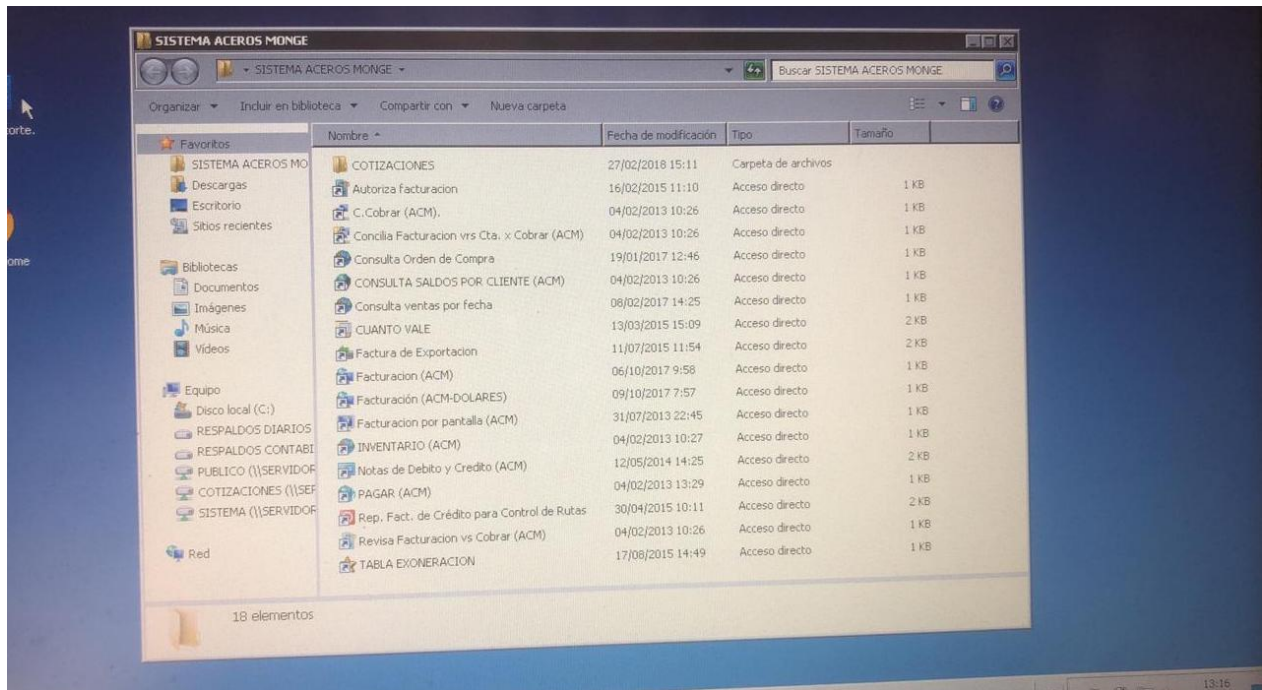 SISTEMA ACEROS MONGE
SISTEMA ACEROS MONGE
Buscar SISTEMA ACEROS MONGE
Organizar Incluir en biblioteca Compartir con Nueva carpeta
orte.
ome
Favoritos
SISTEMA ACEROS MO
Descargas
Escritorio
Sitios recientes
Bibliotecas
Documentos
Imágenes
Música
Vídeos
Equipo
Disco local (C:)
RESPALDOS DIARIOS
RESPALDOS CONTABI
PUBLICO (\\SERVIDOR
COTIZACIONES (\\SER
SISTEMA (\\SERVIDOR
Red
Nombre Fecha de modificación Tipo Tamaño
COTIZACIONES 27/02/2018 15:11 Carpeta de archivos
Autoriza facturacion 16/02/2015 11:10 Acceso directo 1 KB
C.Cobrar (ACM). 04/02/2013 10:26 Acceso directo 1 KB
Concilia Facturacion vrs Cta. x Cobrar (ACM) 04/02/2013 10:26 Acceso directo 1 KB
Consulta Orden de Compra 19/01/2017 12:46 Acceso directo 1 KB
CONSULTA SALDOS POR CLIENTE (ACM) 04/02/2013 10:26 Acceso directo 1 KB
Consulta ventas por fecha 08/02/2017 14:25 Acceso directo 1 KB
CUANTO VALE 13/03/2015 15:09 Acceso directo 2 KB
Factura de Exportacion 11/07/2015 11:54 Acceso directo 2 KB
Facturacion (ACM) 06/10/2017 9:58 Acceso directo 1 KB
Facturación (ACM-DOLARES) 09/10/2017 7:57 Acceso directo 1 KB
Facturacion por pantalla (ACM) 31/07/2013 22:45 Acceso directo 1 KB
INVENTARIO (ACM) 04/02/2013 10:27 Acceso directo 1 KB
Notas de Debito y Credito (ACM) 12/05/2014 14:25 Acceso directo 2 KB
PAGAR (ACM) 04/02/2013 13:29 Acceso directo 1 KB
Rep. Fact. de Crédito para Control de Rutas 30/04/2015 10:11 Acceso directo 2 KB
Revisa Facturacion vs Cobrar (ACM) 04/02/2013 10:26 Acceso directo 1 KB
TABLA EXONERACION 17/08/2015 14:49 Acceso directo 1 KB
18 elementos
13:16